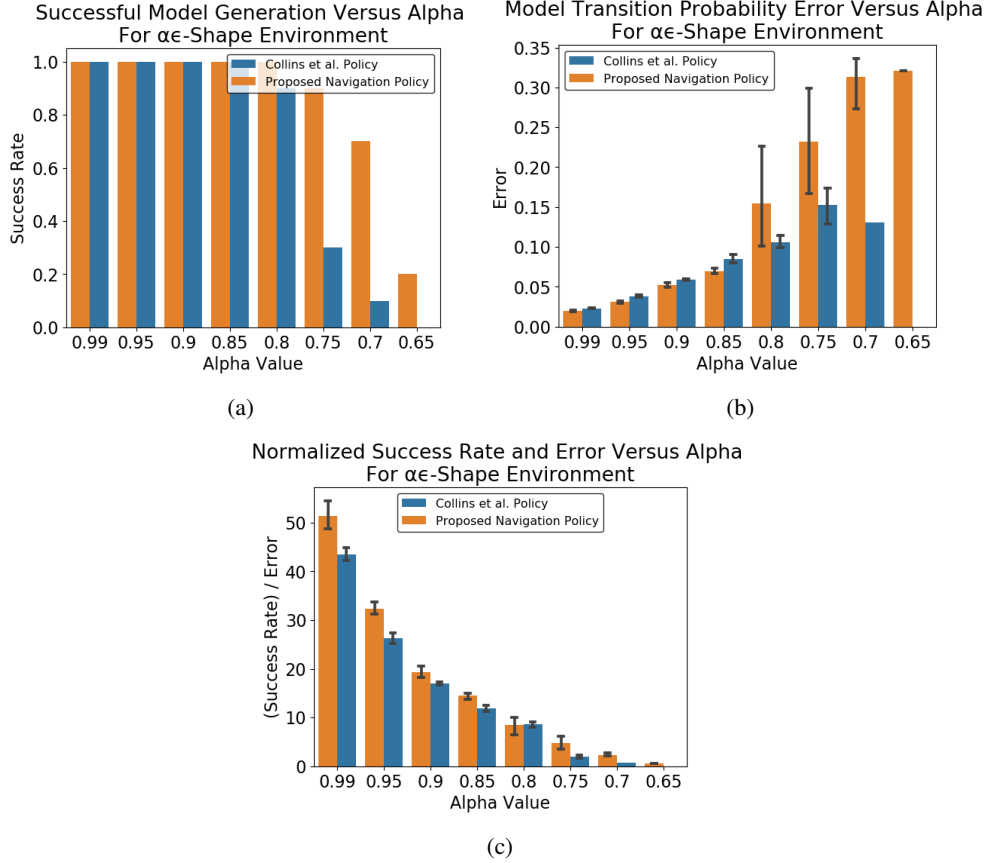 Successful Model Generation Versus Alpha
For αϵ-Shape Environment
Collins et al. Policy
Proposed Navigation Policy
Success Rate
1.0
0.8
0.6
0.4
0.2
0.0
0.99 0.95 0.9 0.85 0.8 0.75 0.7 0.65
Alpha Value
(a)
Model Transition Probability Error Versus Alpha
For αϵ-Shape Environment
Collins et al. Policy
Proposed Navigation Policy
Error
0.35
0.30
0.25
0.20
0.15
0.10
0.05
0.00
0.99 0.95 0.9 0.85 0.8 0.75 0.7 0.65
Alpha Value
(b)
Normalized Success Rate and Error Versus Alpha
For αϵ-Shape Environment
Collins et al. Policy
Proposed Navigation Policy
(Success Rate) / Error
50
40
30
20
10
0
0.99 0.95 0.9 0.85 0.8 0.75 0.7 0.65
Alpha Value
(c)